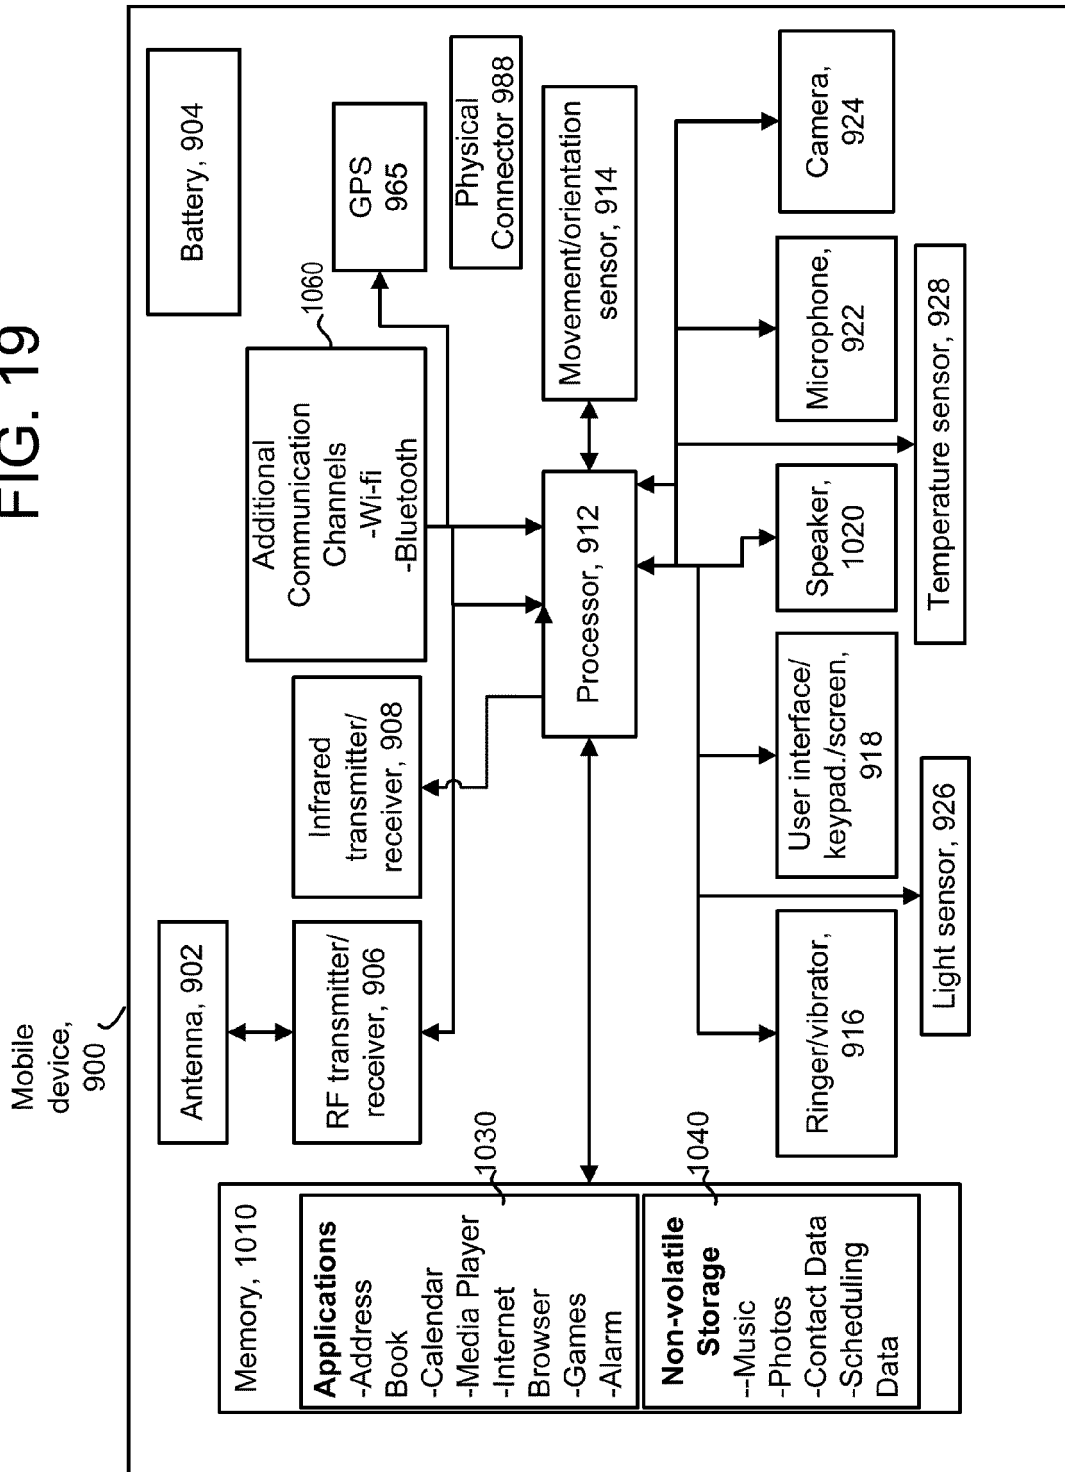 FIG. 19
Mobile
device,
900
Memory, 1010
Applications
-Address
Book
-Calendar
-Media Player
-Internet
Browser
-Games
-Alarm
1030
Non-volatile
Storage
--Music
-Photos
-Contact Data
-Scheduling
Data
1040
Antenna, 902
RF transmitter/
receiver, 906
Infrared
transmitter/
receiver, 908
Additional
Communication
Channels
-Wi-fi
-Bluetooth
1060
Battery, 904
GPS
965
Physical
Connector 988
Processor, 912
Movement/orientation
sensor, 914
Ringer/vibrator,
916
User interface/
keypad./screen,
918
Speaker,
1020
Microphone,
922
Camera,
924
Light sensor, 926
Temperature sensor, 928